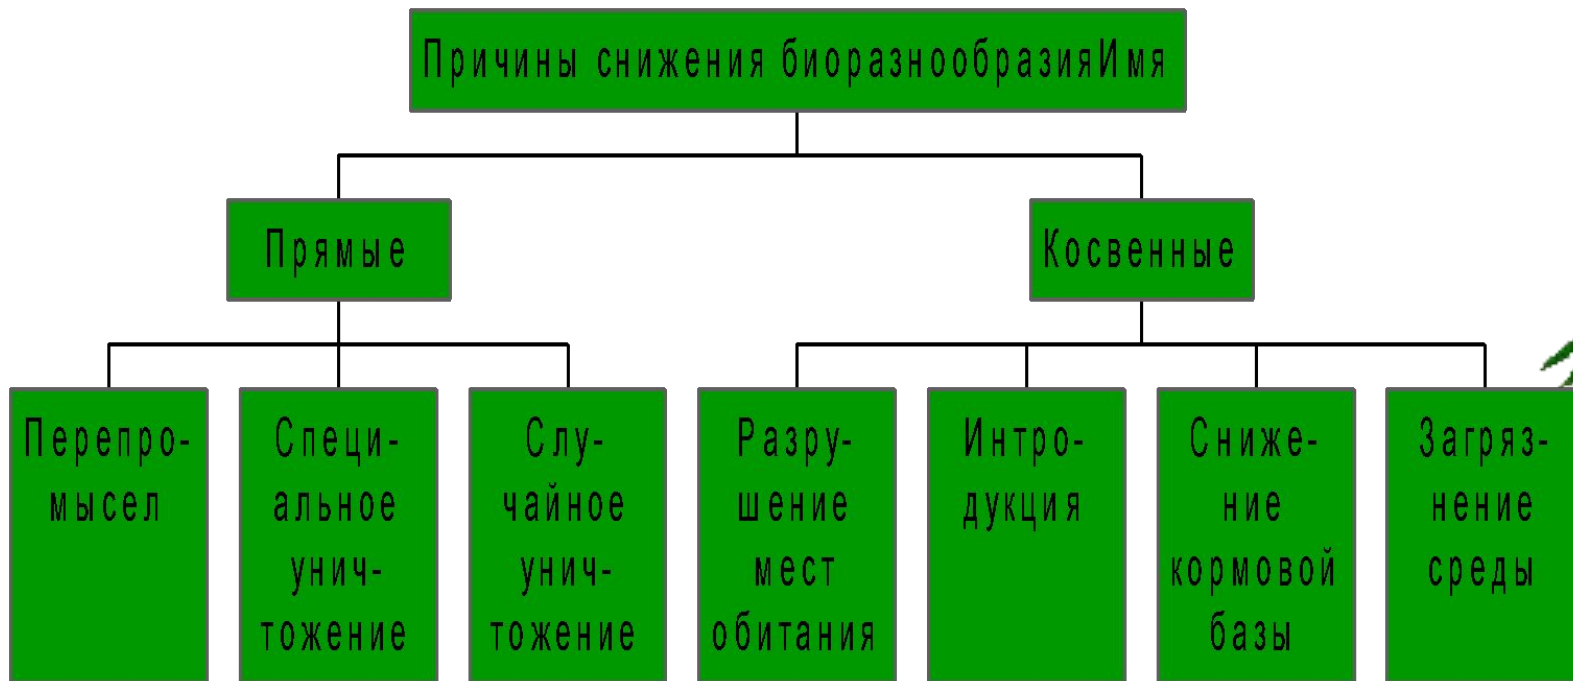 Причины снижения биоразнообразияИмя
Прямые
Косвенные
Перепро-
мысел
Специ-
альное
унич-
тожение
Слу-
чайное
унич-
тожение
Разру-
шение
мест
обитания
Интро-
дукция
Сниже-
ние
кормовой
базы
Загряз-
нение
среды